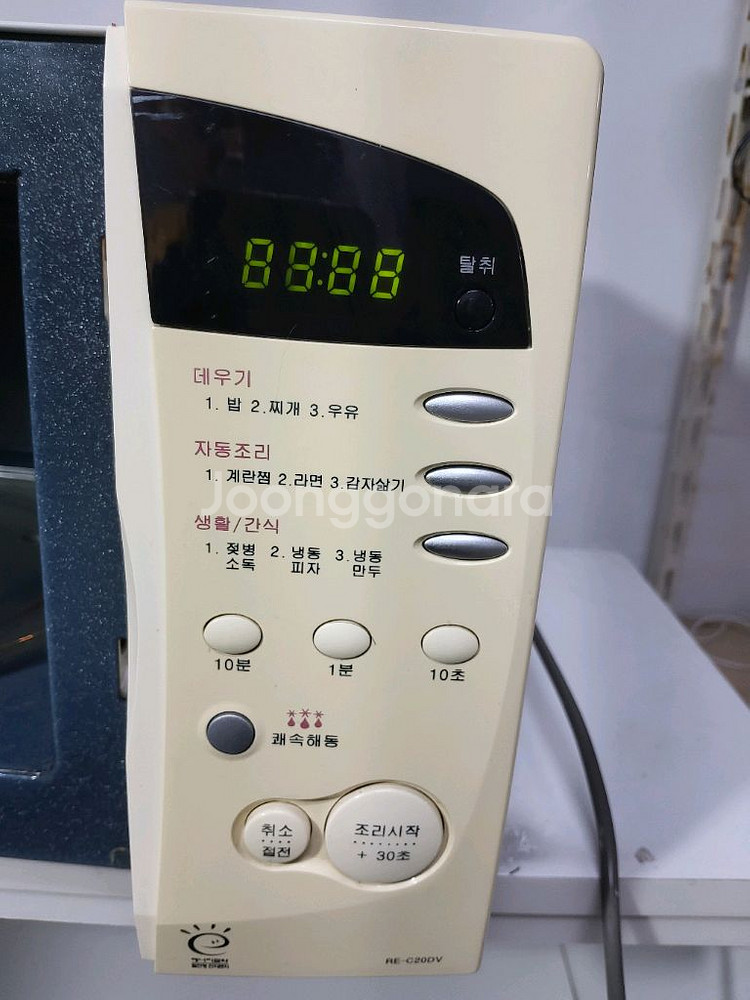 88:88
탈취
데우기
1. 밥 2.찌개 3.우유
자동조리
1. 계란찜 2.라면 3.감자삶기
Joonggonara
생활/간식
1. 젖병 2. 냉동 3. 냉동
소독 피자 만두
10분 1분 10초
쾌속해동
취소
절전
조리시작
+ 30초
RE-C20DV